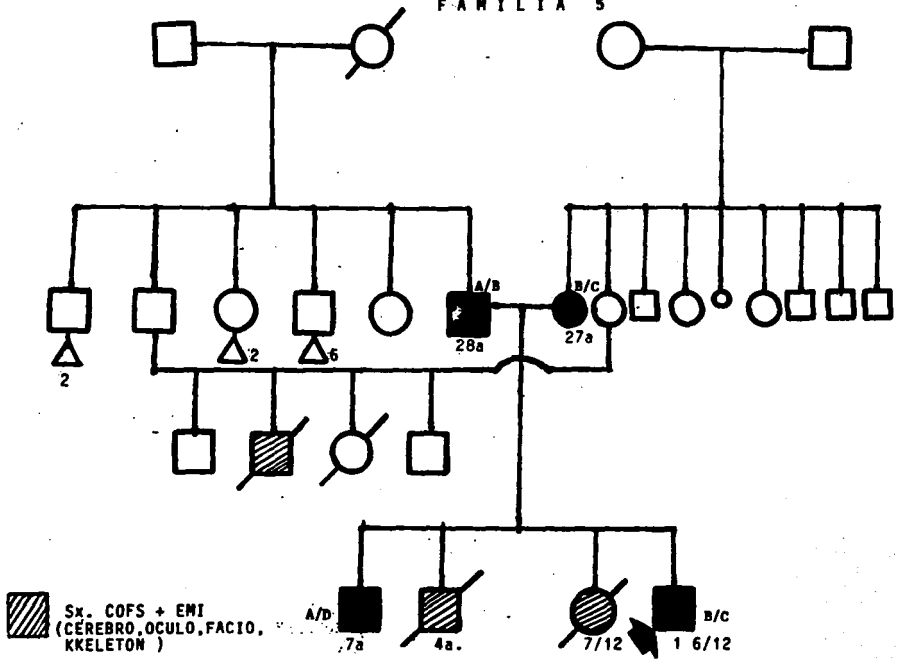 FAMILIA 5
A/B
B/C
28a
27a
2
2
6
A/D
7a
4a.
7/12
B/C
1 6/12
Sx. COFS + EMI
(CEREBRO,OCULO,FACIO,
KKELETON )